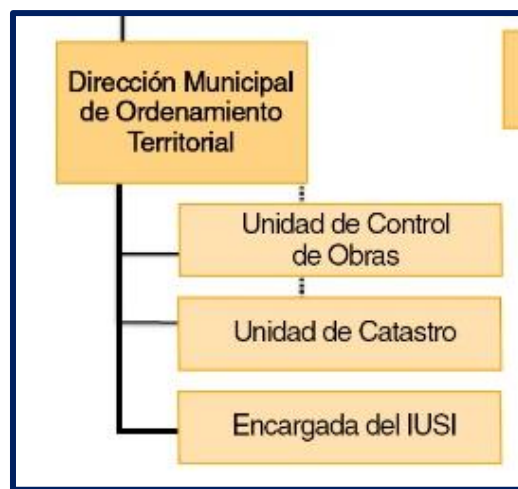 Dirección Municipal
de Ordenamiento
Territorial
Unidad de Control
de Obras
Unidad de Catastro
Encargada del IUSI